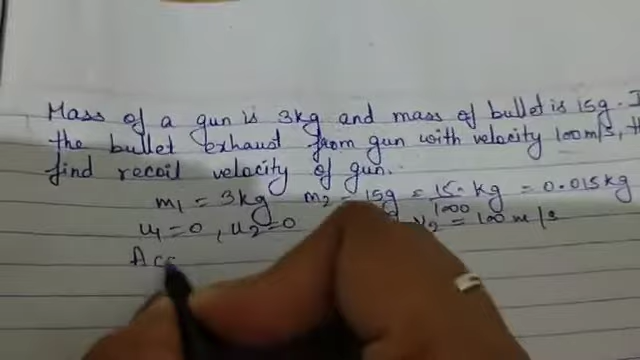 Mass of a gun is 3kg and mass of bullet is 15g. I
the bullet exhaust from gun with velocity 100m/s, th
find recoil velocity of gun.
m₁ = 3kg m₂ = 15g = 15/1000 kg = 0.015kg
u₁=0, u₂=0 v₂ = 100 m/s
Acc